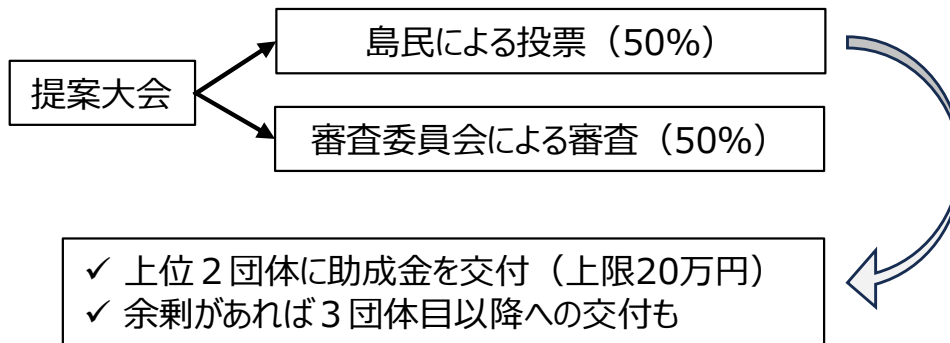 島民による投票（50%）
提案大会
審査委員会による審査（50%）
✓ 上位２団体に助成金を交付（上限20万円）
✓ 余剰があれば３団体目以降への交付も